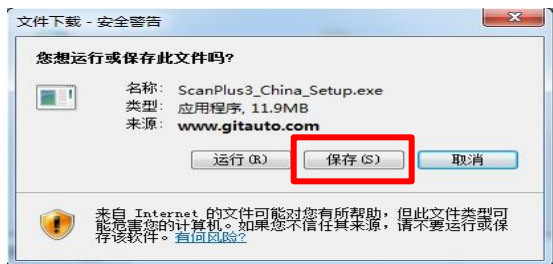 文件下载 - 安全警告
您想运行或保存此文件吗?
名称: ScanPlus3_China_Setup.exe
类型: 应用程序, 11.9MB
来源: www.gitauto.com
运行(R) 保存(S) 取消
来自 Internet 的文件可能对您有所帮助，但此文件类型可
能危害您的计算机。如果您不信任其来源，请不要运行或保
存该软件。有何风险?